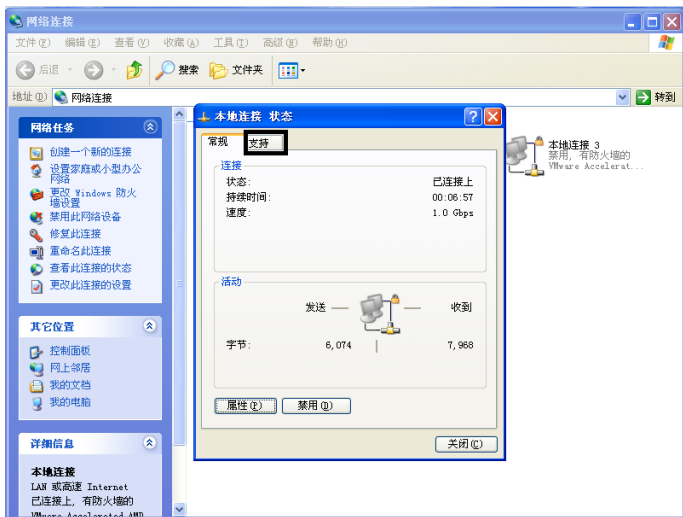 网络连接
文件(F) 编辑(E) 查看(V) 收藏(A) 工具(T) 高级(N) 帮助(H)
后退 搜索 文件夹
地址(D) 网络连接 转到
网络任务
创建一个新的连接
设置家庭或小型办公
网络
更改 Windows 防火
墙设置
禁用此网络设备
修复此连接
重命名此连接
查看此连接的状态
更改此连接的设置
其它位置
控制面板
网上邻居
我的文档
我的电脑
详细信息
本地连接
LAN 或高速 Internet
已连接上, 有防火墙的
VMware Accelerated AMD
本地连接 状态
常规 支持
连接
状态: 已连接上
持续时间: 00:06:57
速度: 1.0 Gbps
活动
发送 — — 收到
字节: 6,074 | 7,968
属性(P) 禁用(D)
关闭(C)
本地连接 3
禁用, 有防火墙的
VMware Accelerat...